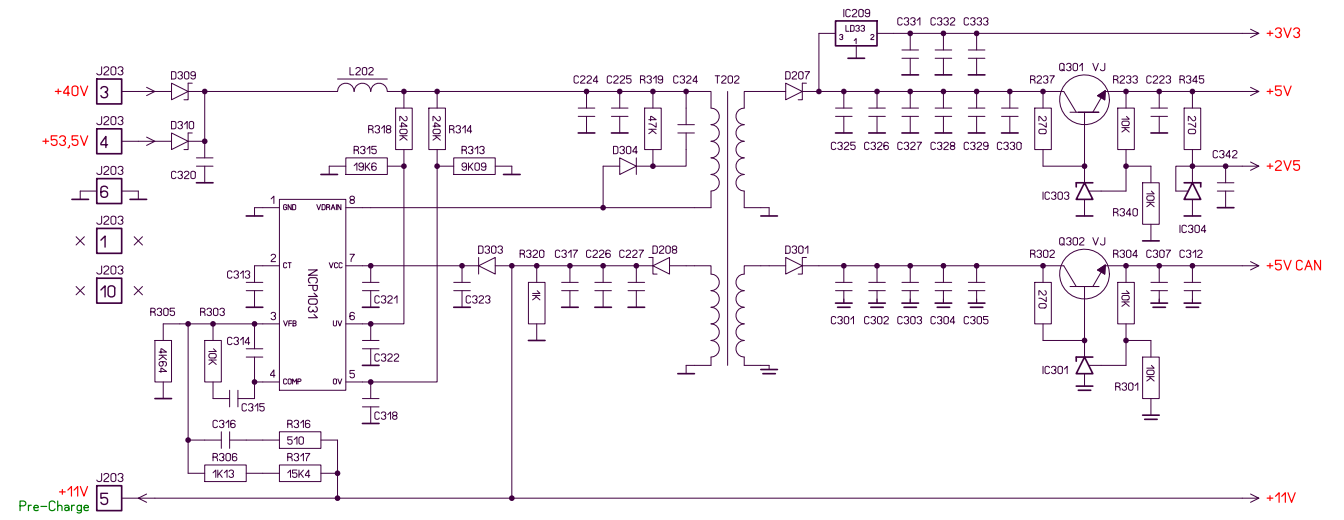 IC209
LD33
3
2
1
C331 C332 C333
+3V3
J203
3
+40V
D309
L202
C224 C225 R319 C324 T202
47K
D207
Q301 VJ
R237
270
R233
10K
C223 R345
270
+5V
J203
4
+53,5V
D310
C320
R318
240K
240K
R314
R315
19K6
R313
9K09
D304
C325 C326 C327 C328 C329 C330
C342
+2V5
IC303
R340
10K
IC304
J203
6
J203
1
J203
10
1
GND
VDRAIN
8
2
CT
VCC
7
NCP1031
3
VFB
UV
6
4
COMP
OV
5
C313
C321
C322
C318
D303
C323
R320
1K
C317 C226 C227
D208
D301
C301 C302 C303 C304 C305
Q302 VJ
R302
270
R304
10K
C307 C312
+5V CAN
IC301
R301
10K
R305
4K64
R303
10K
C314
C315
C316
R316
510
R306
1K13
R317
15K4
J203
5
+11V
Pre-Charge
+11V